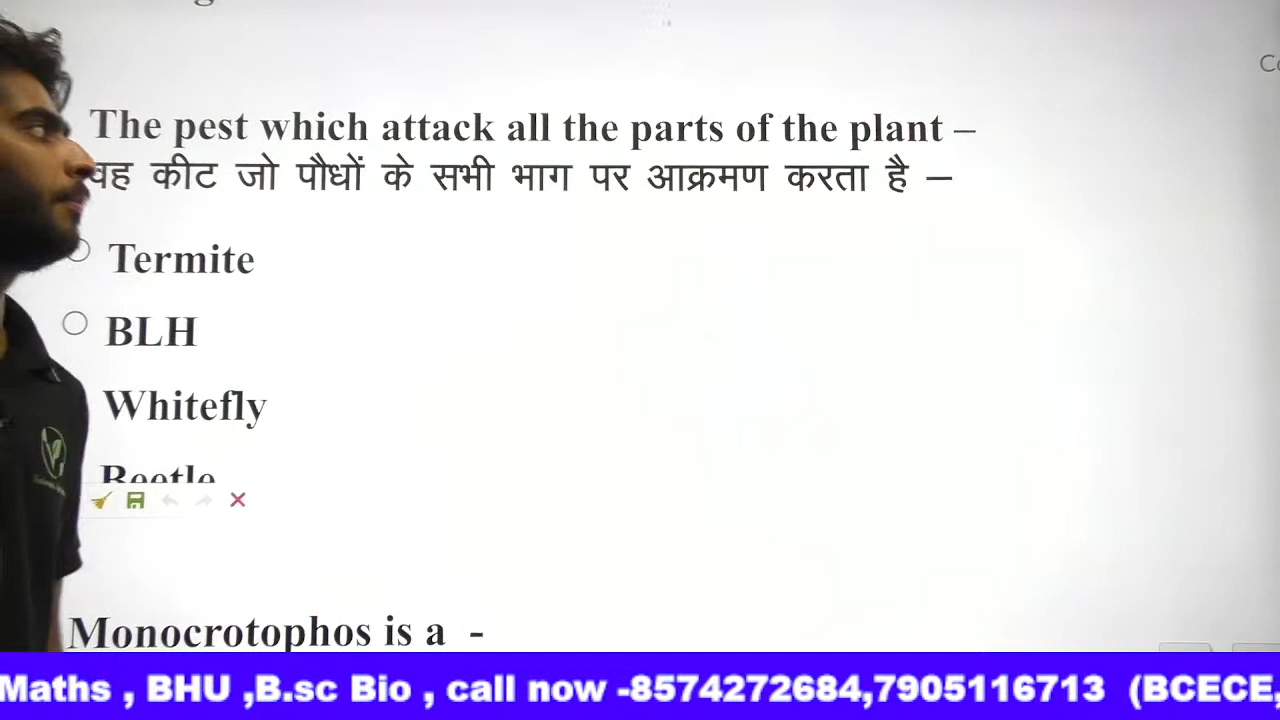 The pest which attack all the parts of the plant –
वह कीट जो पौधों के सभी भाग पर आक्रमण करता है –
Termite
BLH
Whitefly
Beetle
Monocrotophos is a -
Maths , BHU ,B.sc Bio , call now -8574272684,7905116713 (BCECE,